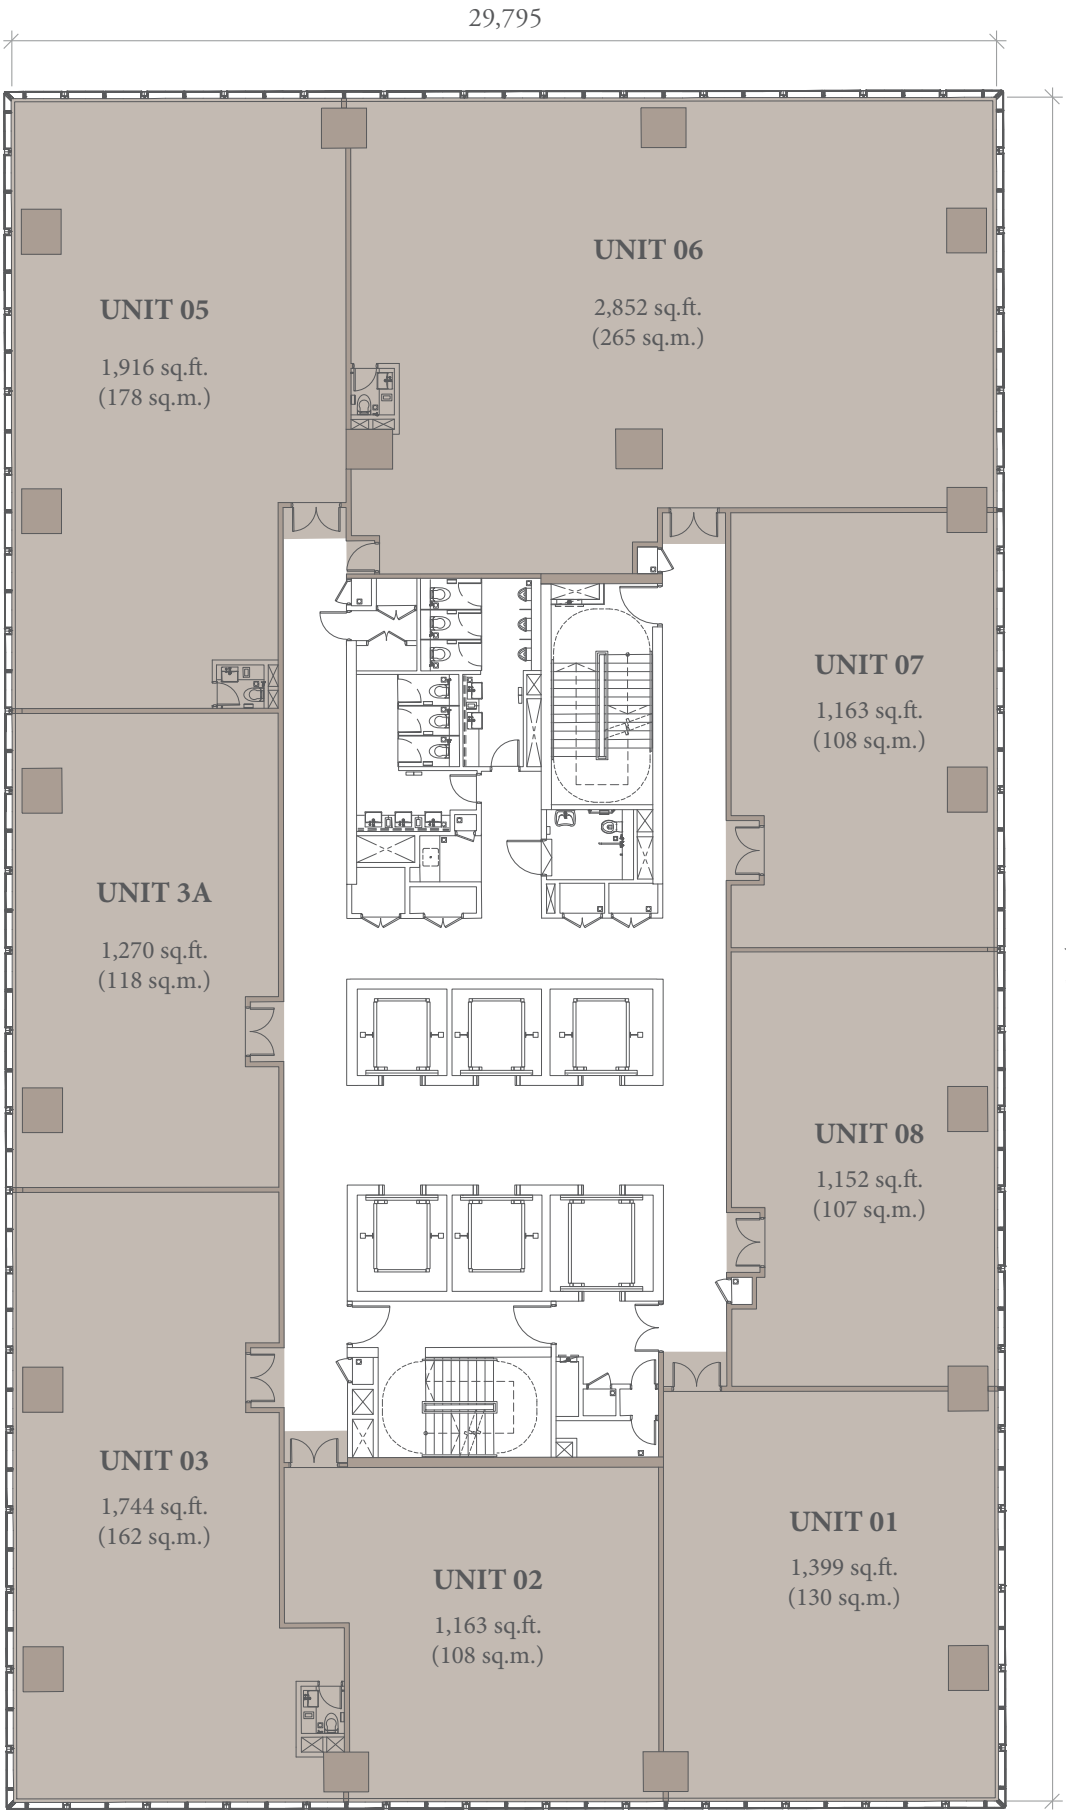 29,795
UNIT 06
2,852 sq.ft.
(265 sq.m.)
UNIT 05
1,916 sq.ft.
(178 sq.m.)
UNIT 07
1,163 sq.ft.
(108 sq.m.)
UNIT 3A
1,270 sq.ft.
(118 sq.m.)
UNIT 08
1,152 sq.ft.
(107 sq.m.)
UNIT 03
1,744 sq.ft.
(162 sq.m.)
UNIT 01
1,399 sq.ft.
(130 sq.m.)
UNIT 02
1,163 sq.ft.
(108 sq.m.)